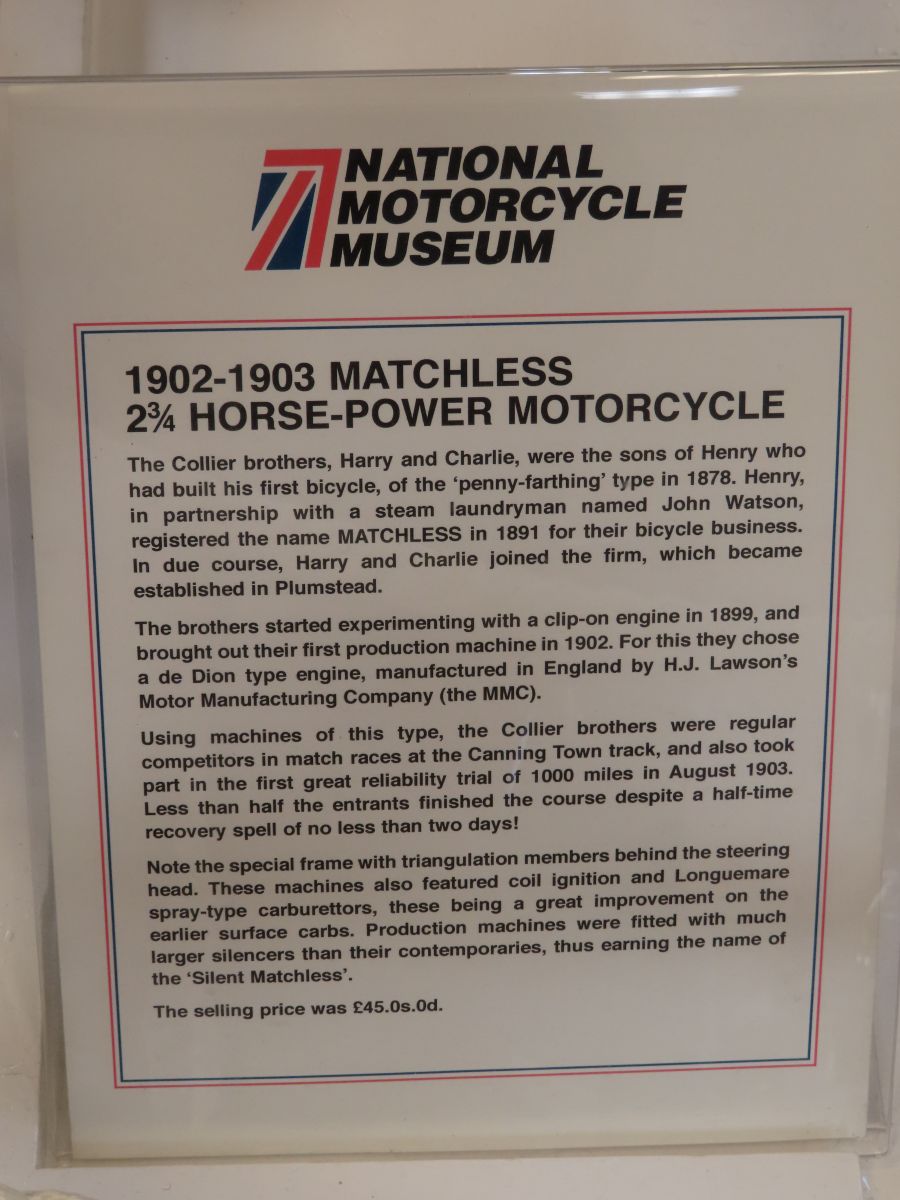 NATIONAL
MOTORCYCLE
MUSEUM
1902-1903 MATCHLESS
2¾ HORSE-POWER MOTORCYCLE
The Collier brothers, Harry and Charlie, were the sons of Henry who
had built his first bicycle, of the ‘penny-farthing’ type in 1878. Henry,
in partnership with a steam laundryman named John Watson,
registered the name MATCHLESS in 1891 for their bicycle business.
In due course, Harry and Charlie joined the firm, which became
established in Plumstead.
The brothers started experimenting with a clip-on engine in 1899, and
brought out their first production machine in 1902. For this they chose
a de Dion type engine, manufactured in England by H.J. Lawson’s
Motor Manufacturing Company (the MMC).
Using machines of this type, the Collier brothers were regular
competitors in match races at the Canning Town track, and also took
part in the first great reliability trial of 1000 miles in August 1903.
Less than half the entrants finished the course despite a half-time
recovery spell of no less than two days!
Note the special frame with triangulation members behind the steering
head. These machines also featured coil ignition and Longuemare
spray-type carburettors, these being a great improvement on the
earlier surface carbs. Production machines were fitted with much
larger silencers than their contemporaries, thus earning the name of
the ‘Silent Matchless’.
The selling price was £45.0s.0d.